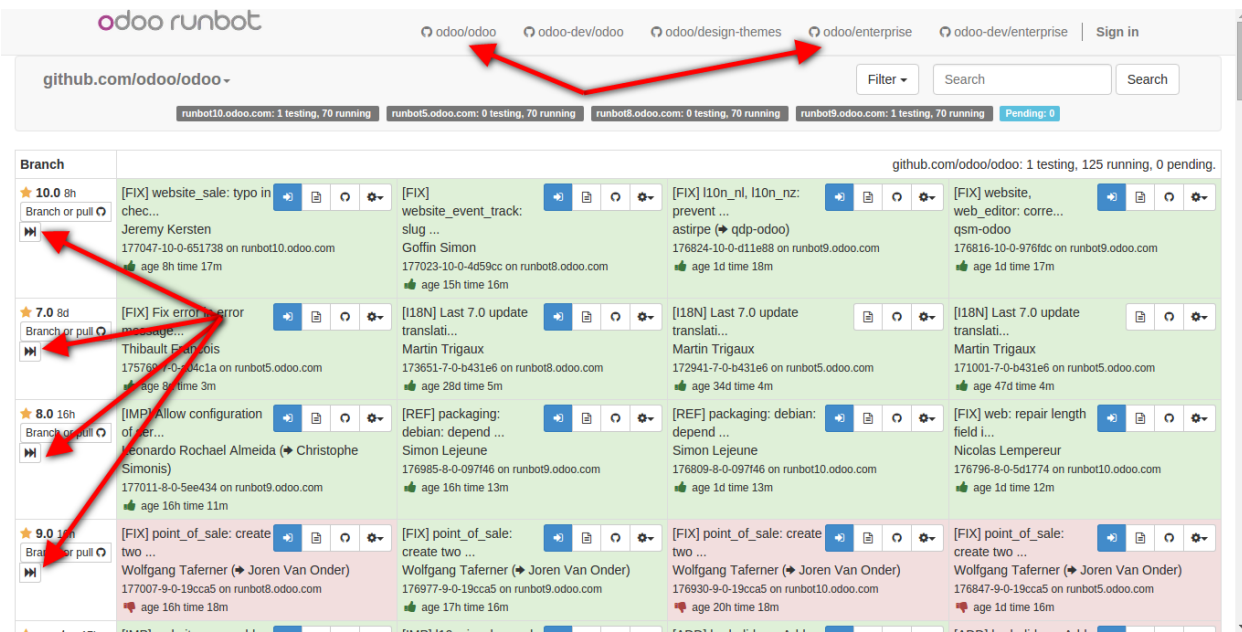 odoo runbot
odoo/odoo odoo-dev/odoo odoo/design-themes odoo/enterprise odoo-dev/enterprise Sign in
github.com/odoo/odoo Filter Search Search
runbot10.odoo.com: 1 testing, 70 running runbot5.odoo.com: 0 testing, 70 running runbot8.odoo.com: 0 testing, 70 running runbot9.odoo.com: 1 testing, 70 running Pending: 0
Branch github.com/odoo/odoo: 1 testing, 125 running, 0 pending.
10.0 8h
Branch or pull
[FIX] website_sale: typo in
chec...
Jeremy Kersten
177047-10-0-651738 on runbot10.odoo.com
age 8h time 17m
[FIX]
website_event_track:
slug ...
Goffin Simon
177023-10-0-4d59cc on runbot8.odoo.com
age 15h time 16m
[FIX] l10n_nl, l10n_nz:
prevent ...
astirpe (➜ qdp-odoo)
176824-10-0-d11e88 on runbot9.odoo.com
age 1d time 18m
[FIX] website,
web_editor: corre...
qsm-odoo
176816-10-0-976fdc on runbot9.odoo.com
age 1d time 17m
7.0 8d
Branch or pull
[FIX] Fix error in error
message...
Thibault Francois
on runbot5.odoo.com
age 8d time 3m
[I18N] Last 7.0 update
translati...
Martin Trigaux
173651-7-0-b431e6 on runbot8.odoo.com
age 28d time 5m
[I18N] Last 7.0 update
translati...
Martin Trigaux
172941-7-0-b431e6 on runbot5.odoo.com
age 34d time 4m
[I18N] Last 7.0 update
translati...
Martin Trigaux
171001-7-0-b431e6 on runbot5.odoo.com
age 47d time 4m
8.0 16h
Branch or pull
[IMP] Allow configuration
of ser...
Leonardo Rochael Almeida (➜ Christophe
Simonis)
177011-8-0-5ee434 on runbot9.odoo.com
age 16h time 11m
[REF] packaging:
debian: depend ...
Simon Lejeune
176985-8-0-097f46 on runbot9.odoo.com
age 16h time 13m
[REF] packaging: debian:
depend ...
Simon Lejeune
176809-8-0-097f46 on runbot10.odoo.com
age 1d time 13m
[FIX] web: repair length
field i...
Nicolas Lempereur
176796-8-0-5d1774 on runbot10.odoo.com
age 1d time 12m
9.0 16h
Branch or pull
[FIX] point_of_sale: create
two ...
Wolfgang Taferner (➜ Joren Van Onder)
177007-9-0-19cca5 on runbot8.odoo.com
age 16h time 18m
[FIX] point_of_sale:
create two ...
Wolfgang Taferner (➜ Joren Van Onder)
176977-9-0-19cca5 on runbot9.odoo.com
age 17h time 16m
[FIX] point_of_sale: create
two ...
Wolfgang Taferner (➜ Joren Van Onder)
176930-9-0-19cca5 on runbot10.odoo.com
age 20h time 18m
[FIX] point_of_sale:
create two ...
Wolfgang Taferner (➜ Joren Van Onder)
176847-9-0-19cca5 on runbot5.odoo.com
age 1d time 16m